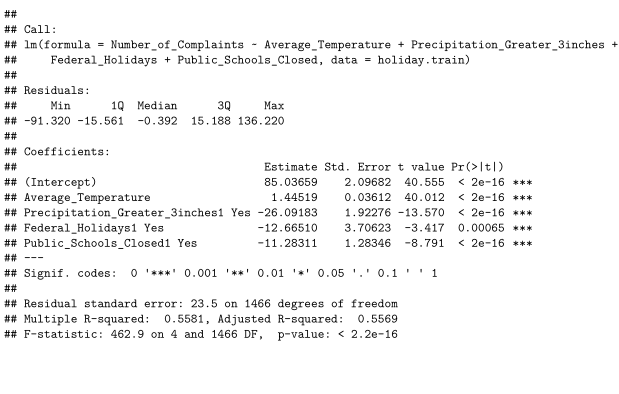 ##
## Call:
## lm(formula = Number_of_Complaints ~ Average_Temperature + Precipitation_Greater_3inches +
##     Federal_Holidays + Public_Schools_Closed, data = holiday.train)
##
## Residuals:
##     Min      1Q  Median      3Q     Max
## -91.320 -15.561  -0.392  15.188 136.220
##
## Coefficients:
##                                     Estimate Std. Error t value Pr(>|t|)
## (Intercept)                         85.03659    2.09682  40.555  < 2e-16 ***
## Average_Temperature                  1.44519    0.03612  40.012  < 2e-16 ***
## Precipitation_Greater_3inches1 Yes -26.09183    1.92276 -13.570  < 2e-16 ***
## Federal_Holidays1 Yes              -12.66510    3.70623  -3.417  0.00065 ***
## Public_Schools_Closed1 Yes         -11.28311    1.28346  -8.791  < 2e-16 ***
## ---
## Signif. codes:  0 '***' 0.001 '**' 0.01 '*' 0.05 '.' 0.1 ' ' 1
##
## Residual standard error: 23.5 on 1466 degrees of freedom
## Multiple R-squared:  0.5581, Adjusted R-squared:  0.5569
## F-statistic: 462.9 on 4 and 1466 DF,  p-value: < 2.2e-16